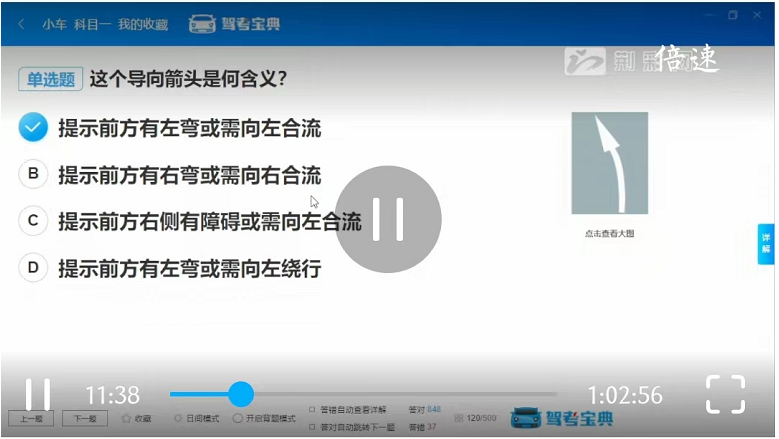 小车 科目一 我的收藏 驾考宝典
倍速
单选题 这个导向箭头是何含义?
提示前方有左弯或需向左合流
B 提示前方有右弯或需向右合流
C 提示前方右侧有障碍或需向左合流
D 提示前方有左弯或需向左绕行
点击查看大图
详解
11:38 1:02:56
上一题 下一题 收藏 日间模式 开启背题模式 答错自动查看详解 答对 848 120/500 驾考宝典
答对自动跳转下一题 答错 37